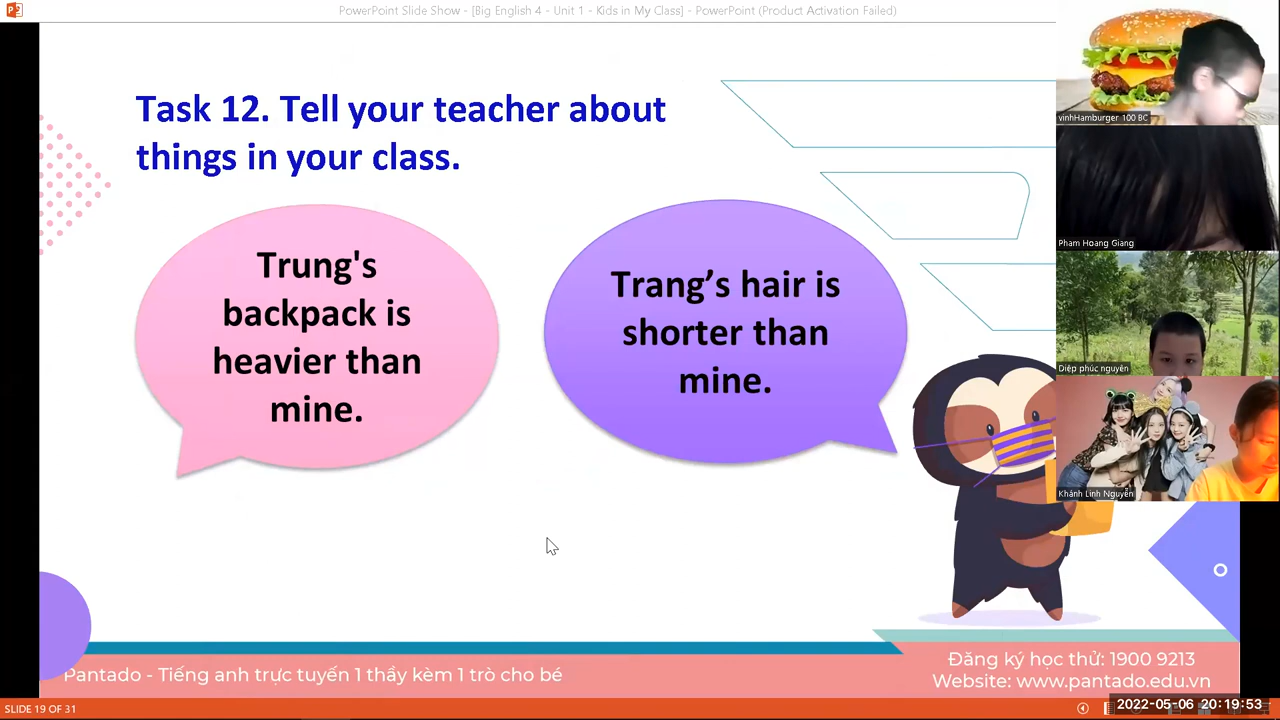 PowerPoint Slide Show - [Big English 4 - Unit 1 - Kids in My Class] - PowerPoint (Product Activation Failed)
Task 12. Tell your teacher about
things in your class.
Trung's
backpack is
heavier than
mine.
Trang’s hair is
shorter than
mine.
vinhHamburger 100 BC
Pham Hoang Giang
Diệp phúc nguyên
Khánh Linh Nguyễn
Pantado - Tiếng anh trực tuyến 1 thầy kèm 1 trò cho bé
Đăng ký học thử: 1900 9213
Website: www.pantado.edu.vn
SLIDE 19 OF 31
2022-05-06 20:19:53